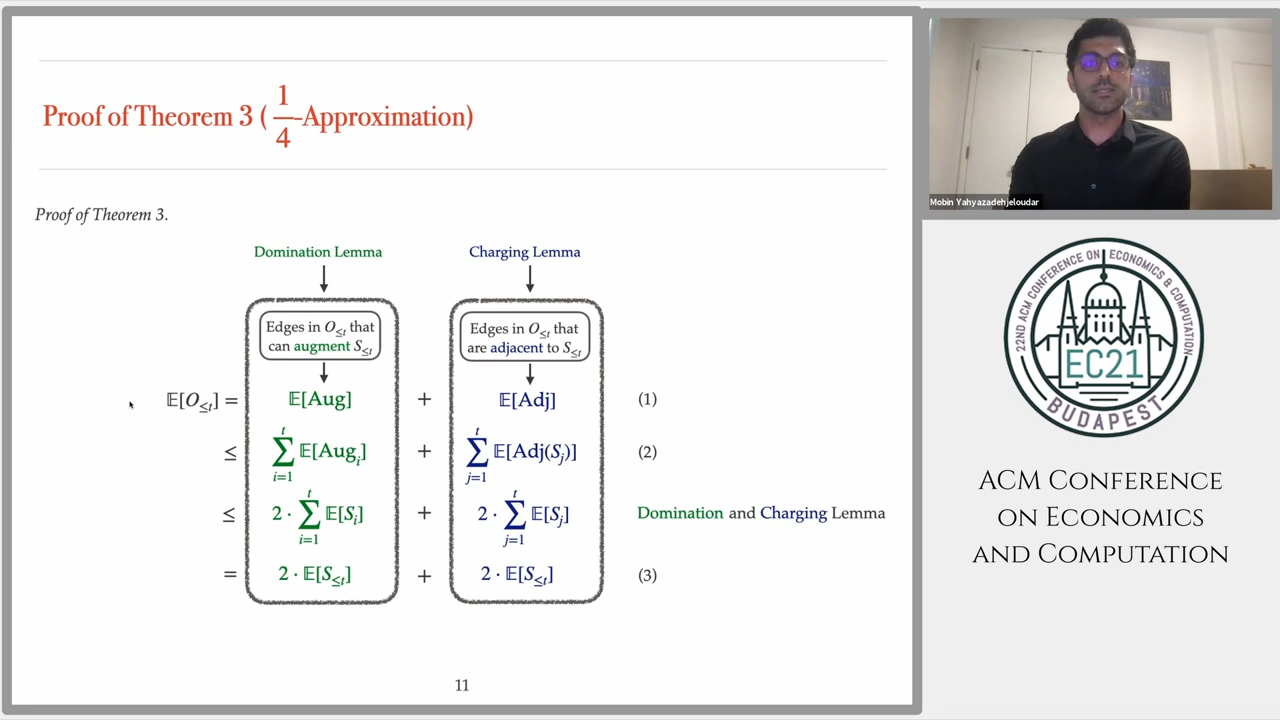 Proof of Theorem 3 ( 1/4-Approximation)
Proof of Theorem 3.
Domination Lemma
Charging Lemma
Edges in O≤t that
can augment S≤t
Edges in O≤t that
are adjacent to S≤t
𝔼[O≤t] = 𝔼[Aug] + 𝔼[Adj] (1)
≤ ∑_{i=1}^{t} 𝔼[Aug_i] + ∑_{j=1}^{t} 𝔼[Adj(S_j)] (2)
≤ 2 · ∑_{i=1}^{t} 𝔼[S_i] + 2 · ∑_{j=1}^{t} 𝔼[S_j] Domination and Charging Lemma
= 2 · 𝔼[S≤t] + 2 · 𝔼[S≤t] (3)
11
Mobin Yahyazadehjeloudar
22ND ACM CONFERENCE ON ECONOMICS & COMPUTATION
EC21
BUDAPEST
ACM Conference
on Economics
and Computation